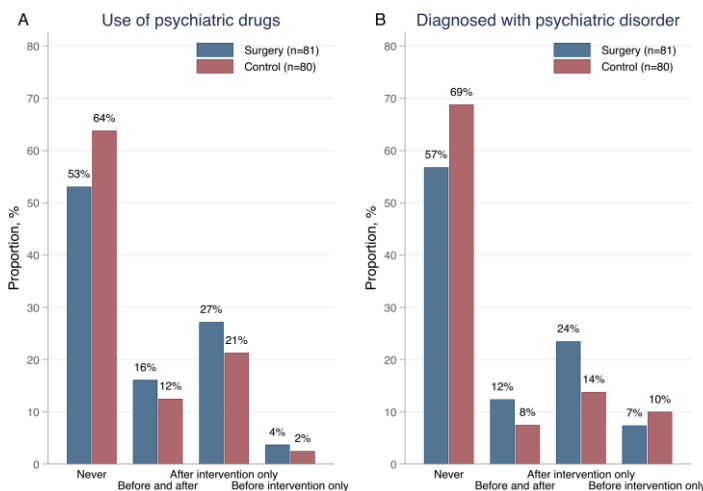 A
Use of psychiatric drugs
Surgery (n=81)
Control (n=80)
Proportion, %
80
70
60
50
40
30
20
10
0
53%
64%
16%
12%
27%
21%
4%
2%
Never
Before and after
After intervention only
Before intervention only
B
Diagnosed with psychiatric disorder
Surgery (n=81)
Control (n=80)
Proportion, %
80
70
60
50
40
30
20
10
0
57%
69%
12%
8%
24%
14%
7%
10%
Never
Before and after
After intervention only
Before intervention only